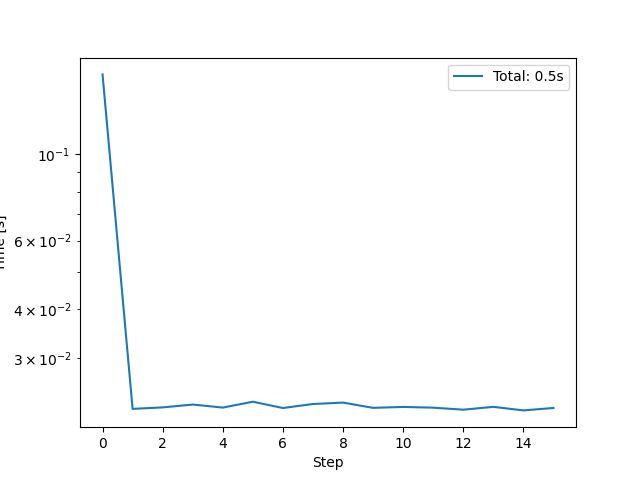 Total: 0.5s
10⁻¹
6 × 10⁻²
4 × 10⁻²
3 × 10⁻²
[s]
0 2 4 6 8 10 12 14
Step